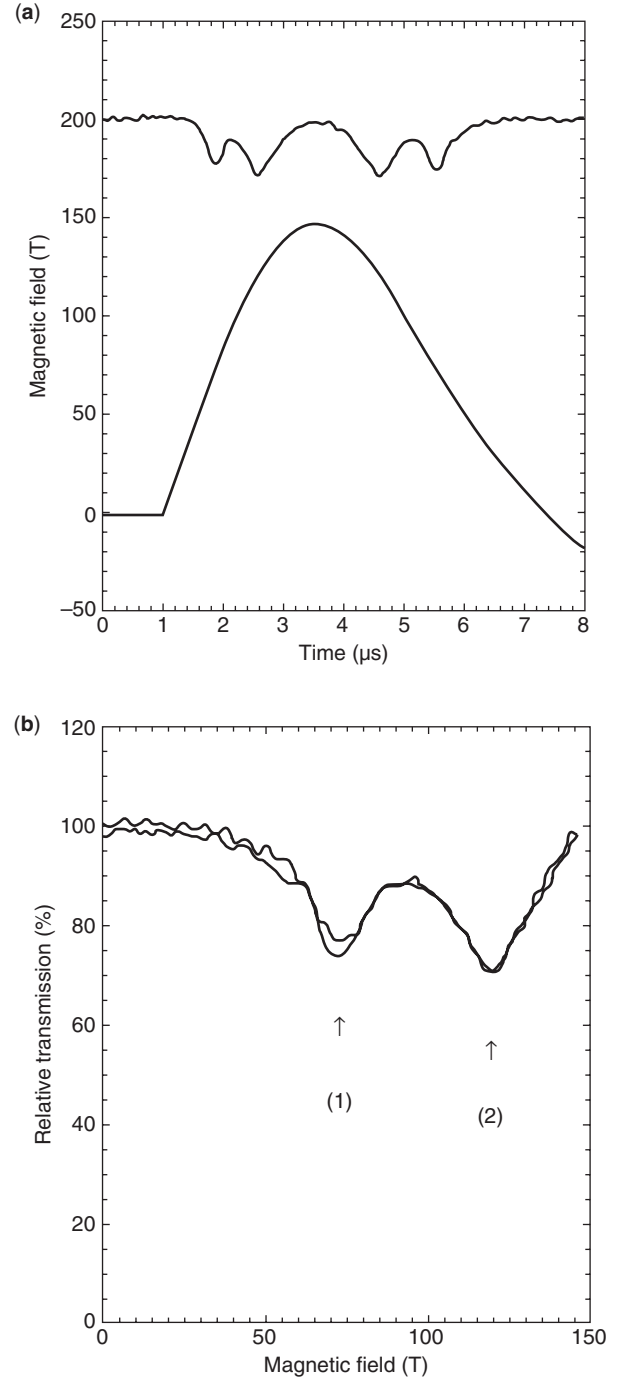 (a)
250
200
150
100
50
0
–50
Magnetic field (T)
0 1 2 3 4 5 6 7 8
Time (µs)
(b)
120
100
80
60
40
20
0
Relative transmission (%)
↑ ↑
(1) (2)
0 50 100 150
Magnetic field (T)